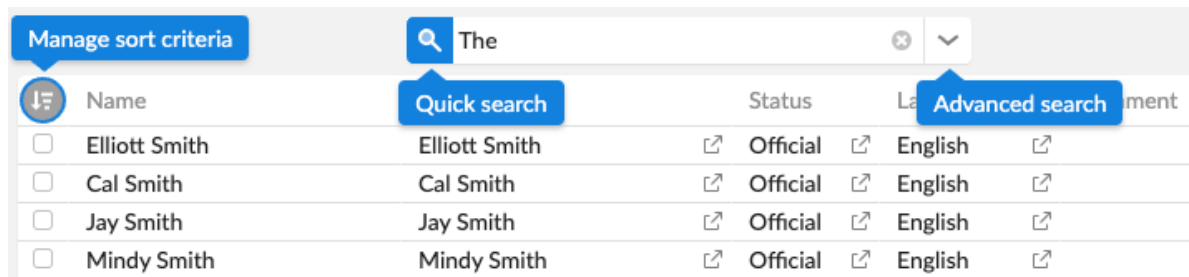 Manage sort criteria The
Name Quick search Status La Advanced search ment
Elliott Smith Elliott Smith Official English
Cal Smith Cal Smith Official English
Jay Smith Jay Smith Official English
Mindy Smith Mindy Smith Official English